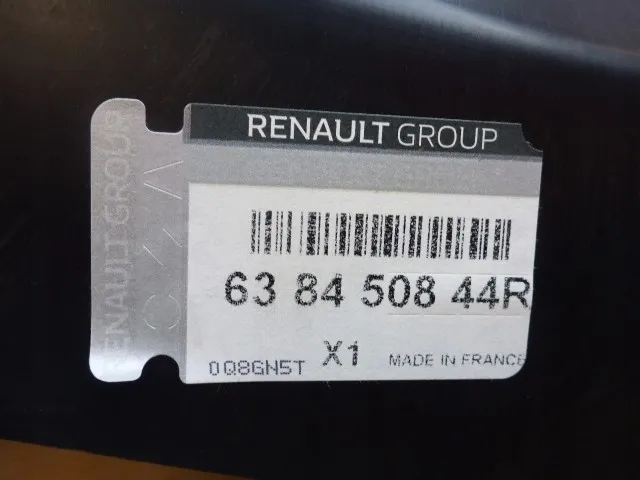 RENAULT GROUP
RENAULT GROUP
63 84 508 44R
0Q8GN5T X1 MADE IN FRANCE